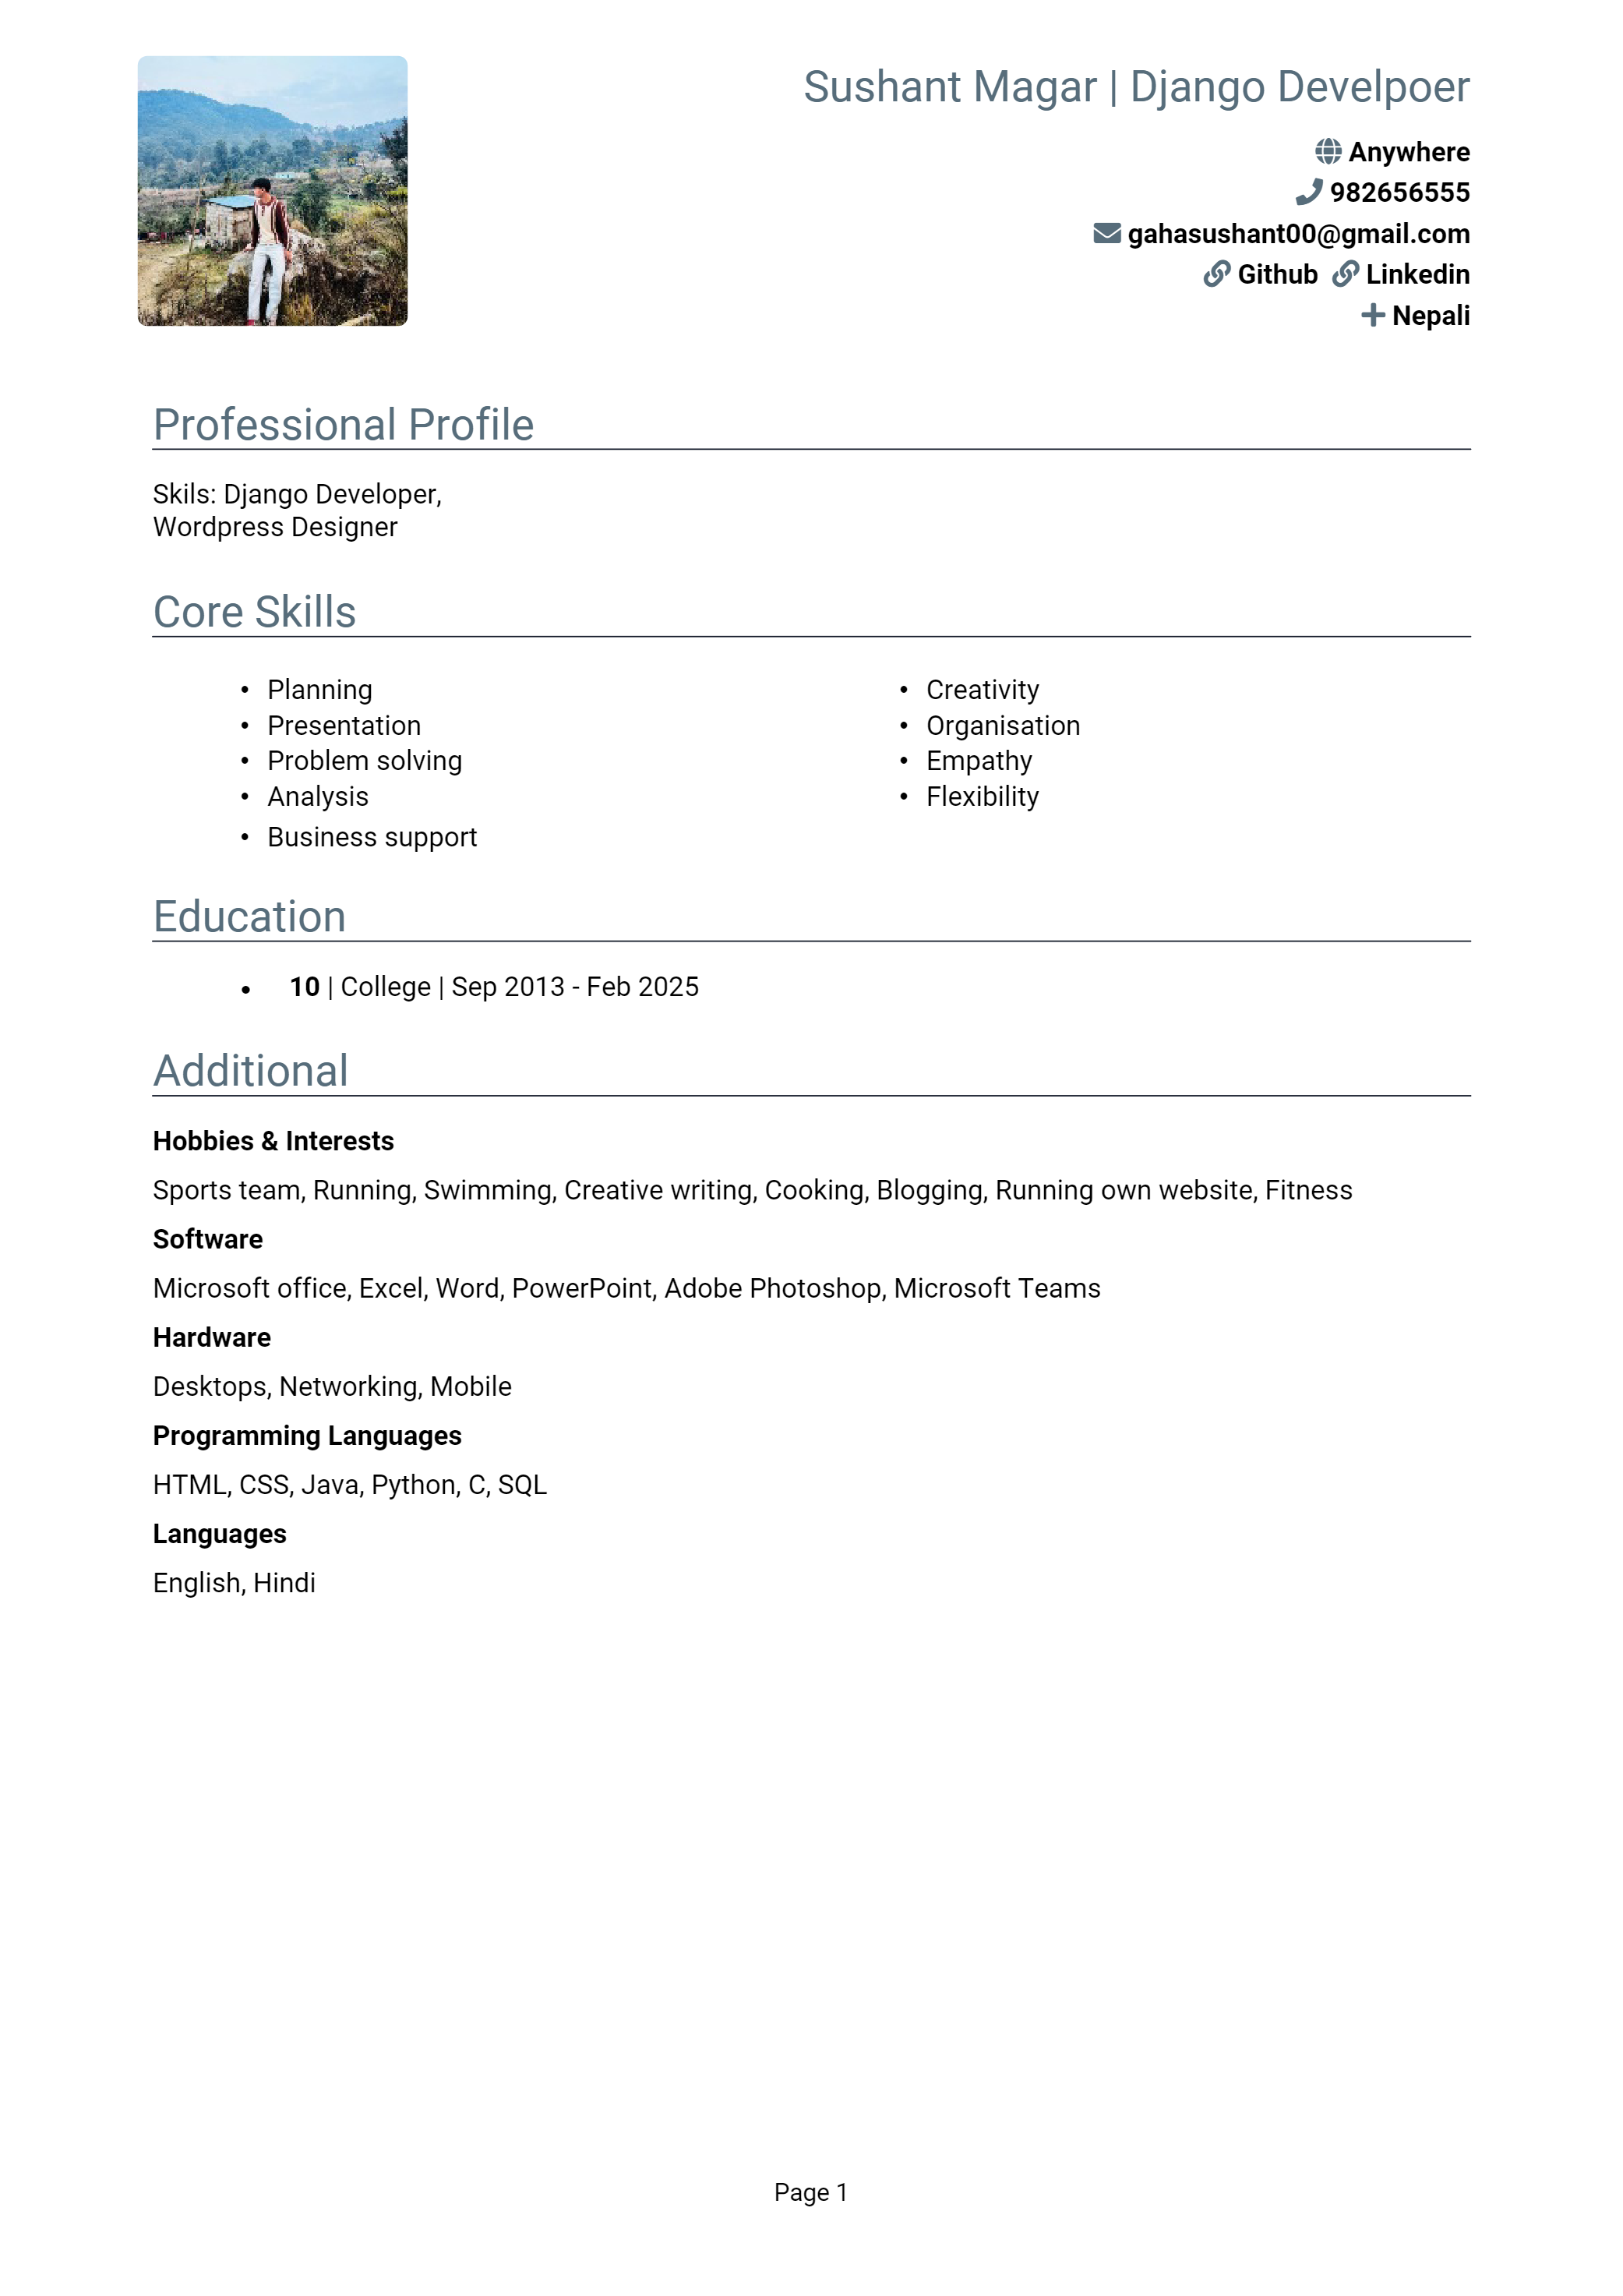 Sushant Magar | Django Develpoer
Anywhere
982656555
gahasushant00@gmail.com
Github Linkedin
Nepali
Professional Profile
Skils: Django Developer,
Wordpress Designer
Core Skills
• Planning
• Presentation
• Problem solving
• Analysis
• Business support
• Creativity
• Organisation
• Empathy
• Flexibility
Education
• 10 | College | Sep 2013 - Feb 2025
Additional
Hobbies & Interests
Sports team, Running, Swimming, Creative writing, Cooking, Blogging, Running own website, Fitness
Software
Microsoft office, Excel, Word, PowerPoint, Adobe Photoshop, Microsoft Teams
Hardware
Desktops, Networking, Mobile
Programming Languages
HTML, CSS, Java, Python, C, SQL
Languages
English, Hindi
Page 1